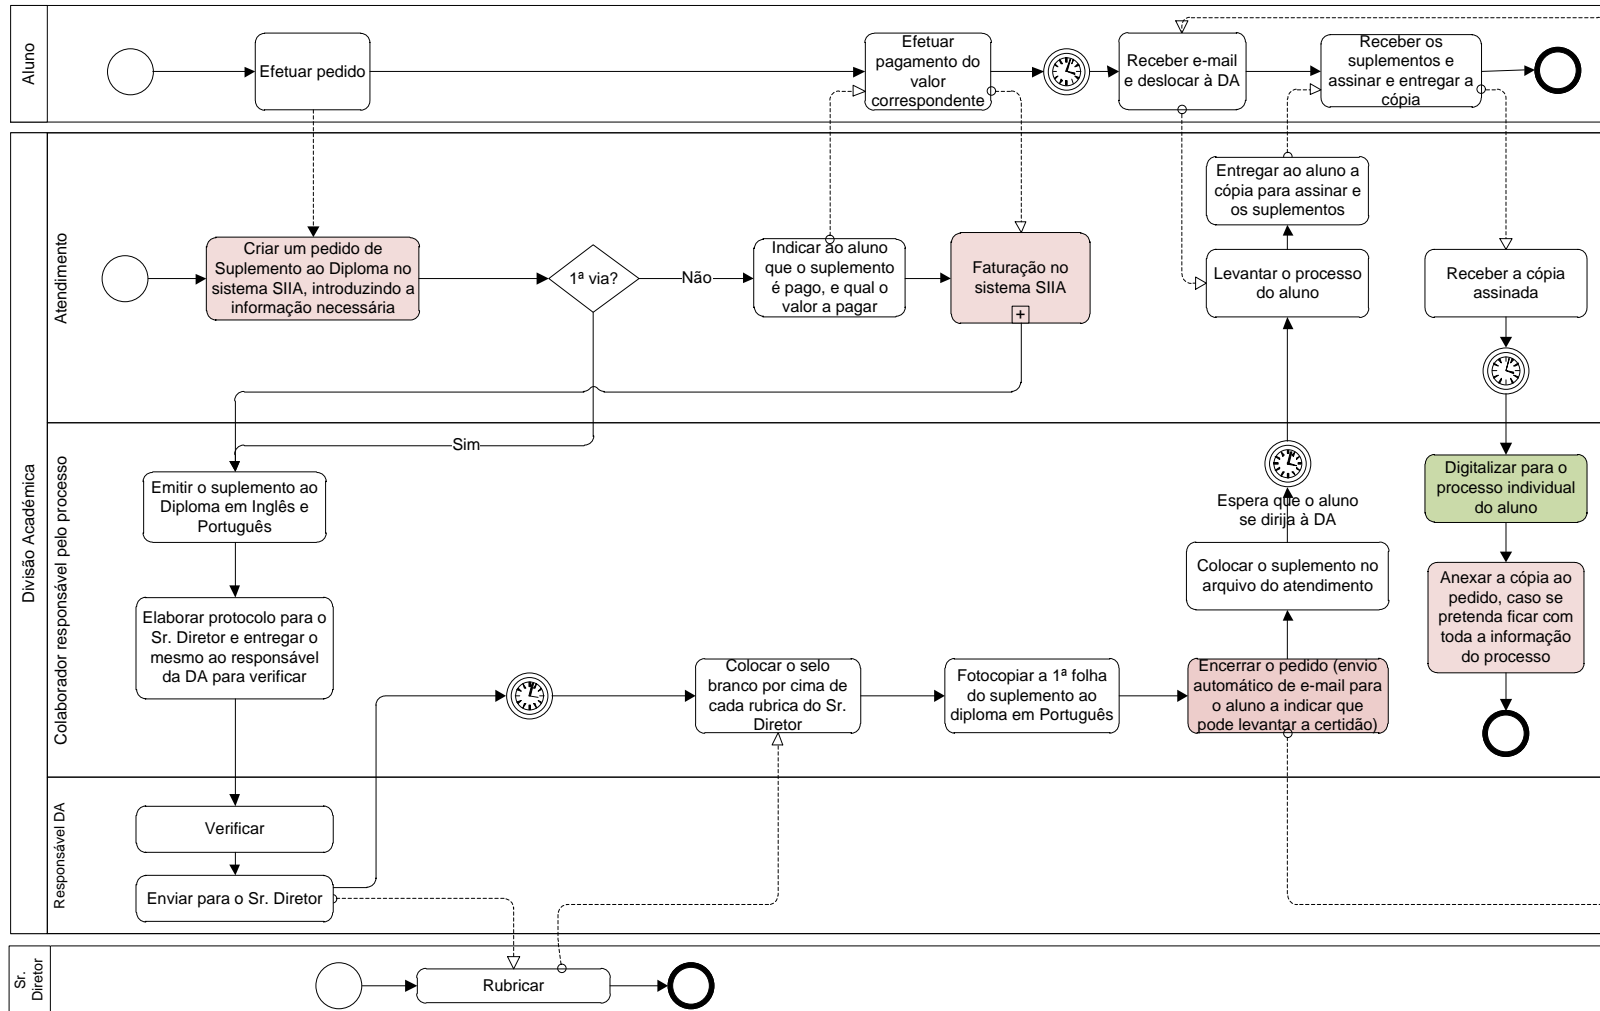 Aluno
Efetuar pedido
Efetuar
pagamento do
valor
correspondente
Receber e-mail
e deslocar à DA
Receber os
suplementos e
assinar e entregar a
cópia
Divisão Académica
Atendimento
Criar um pedido de
Suplemento ao Diploma no
sistema SIIA, introduzindo a
informação necessária
1ª via?
Não
Indicar ao aluno
que o suplemento
é pago, e qual o
valor a pagar
Faturação no
sistema SIIA
Entregar ao aluno a
cópia para assinar e
os suplementos
Levantar o processo
do aluno
Receber a cópia
assinada
Sim
Colaborador responsável pelo processo
Emitir o suplemento ao
Diploma em Inglês e
Português
Elaborar protocolo para o
Sr. Diretor e entregar o
mesmo ao responsável
da DA para verificar
Colocar o selo
branco por cima de
cada rubrica do Sr.
Diretor
Fotocopiar a 1ª folha
do suplemento ao
diploma em Português
Encerrar o pedido (envio
automático de e-mail para
o aluno a indicar que
pode levantar a certidão)
Colocar o suplemento no
arquivo do atendimento
Espera que o aluno
se dirija à DA
Digitalizar para o
processo individual
do aluno
Anexar a cópia ao
pedido, caso se
pretenda ficar com
toda a informação
do processo
Responsável DA
Verificar
Enviar para o Sr. Diretor
Sr.
Diretor
Rubricar